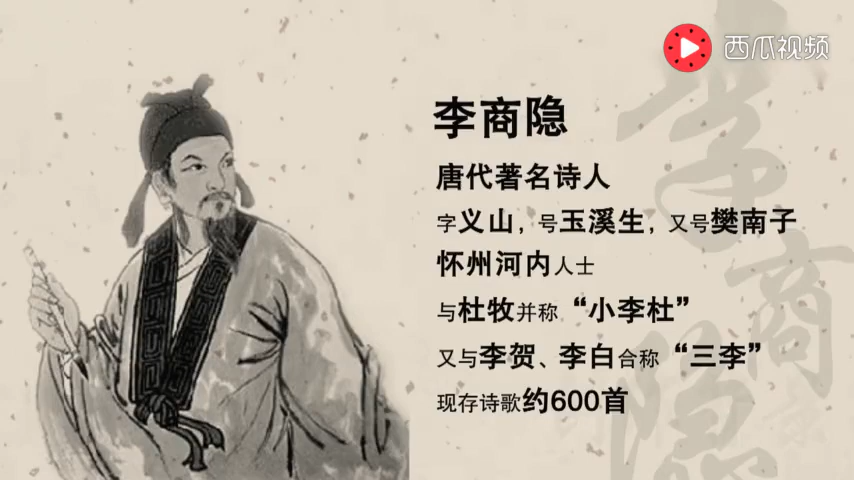 西瓜视频
李商隐
唐代著名诗人
字义山，号玉溪生，又号樊南子
怀州河内人士
与杜牧并称“小李杜”
又与李贺、李白合称“三李”
现存诗歌约600首
李商隐